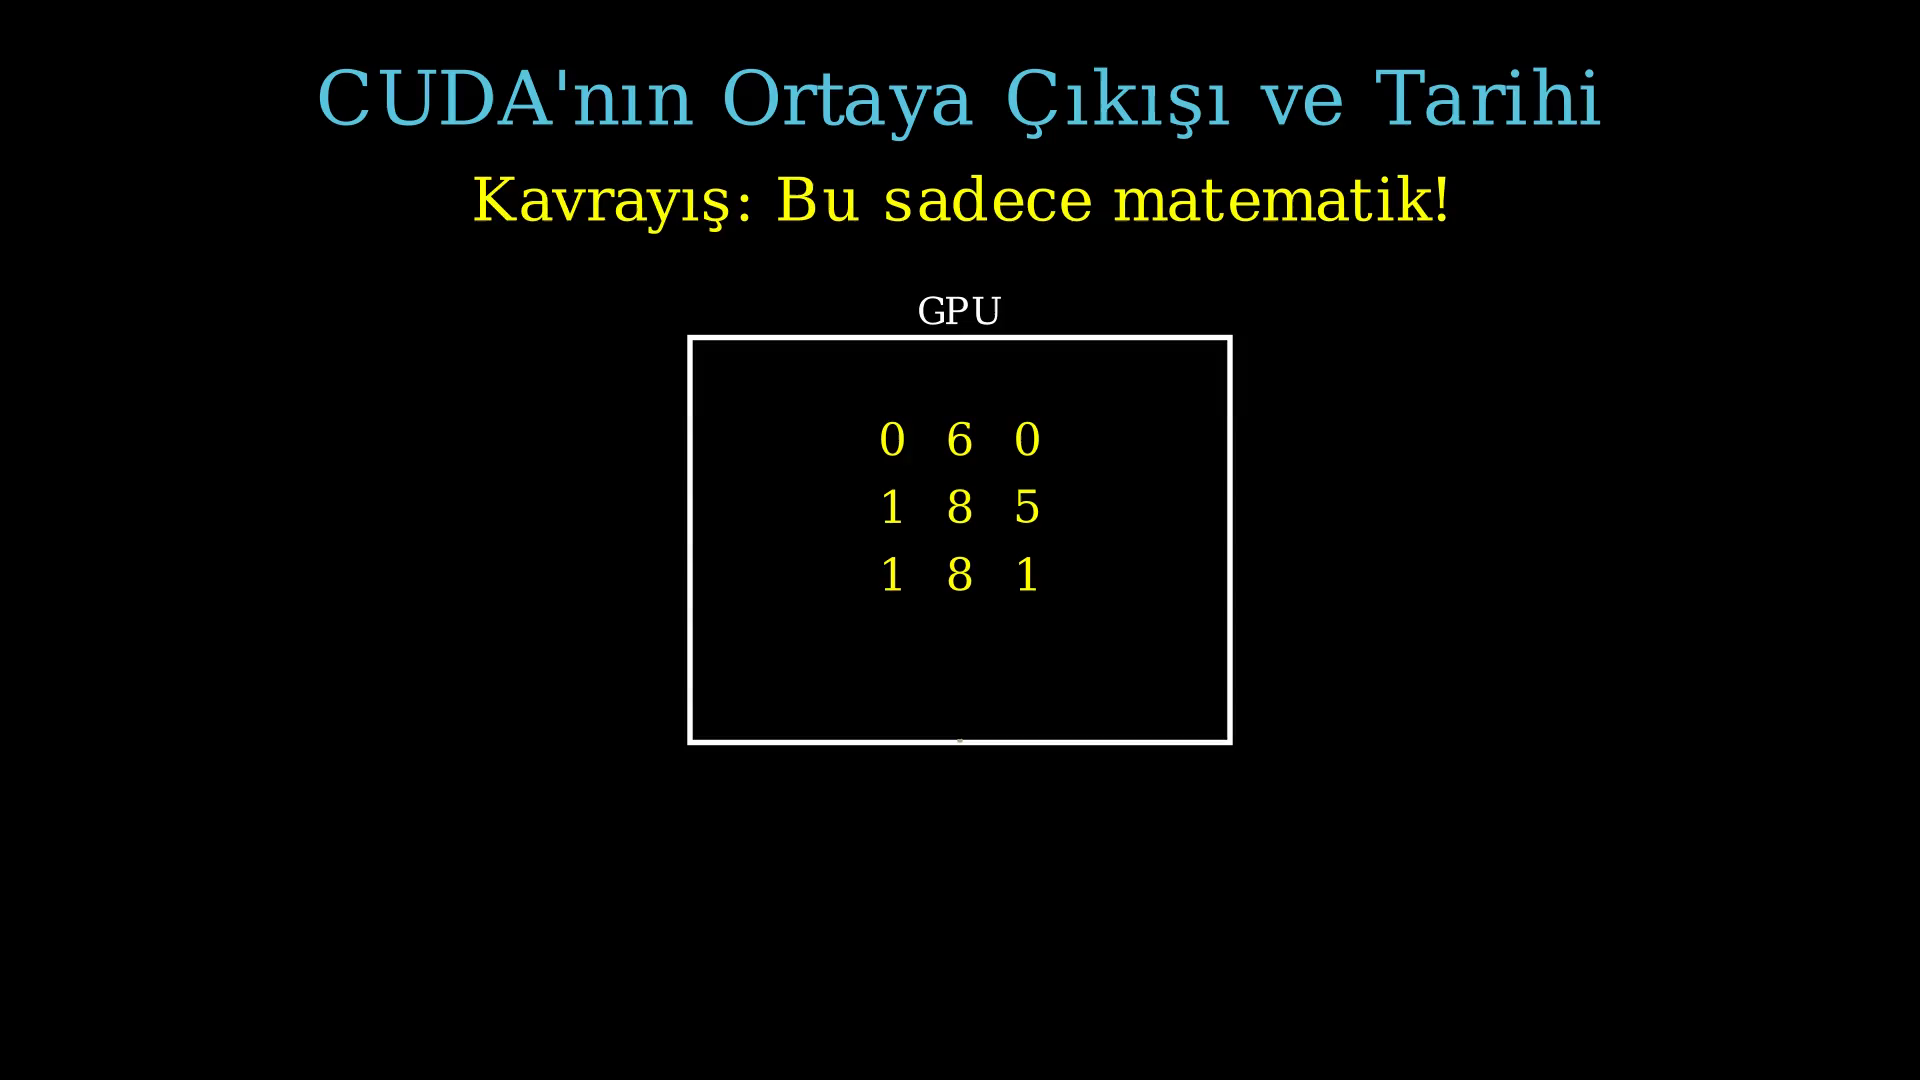 CUDA'nın Ortaya Çıkışı ve Tarihi
Kavrayış: Bu sadece matematik!
GPU
0 6 0
1 8 5
1 8 1